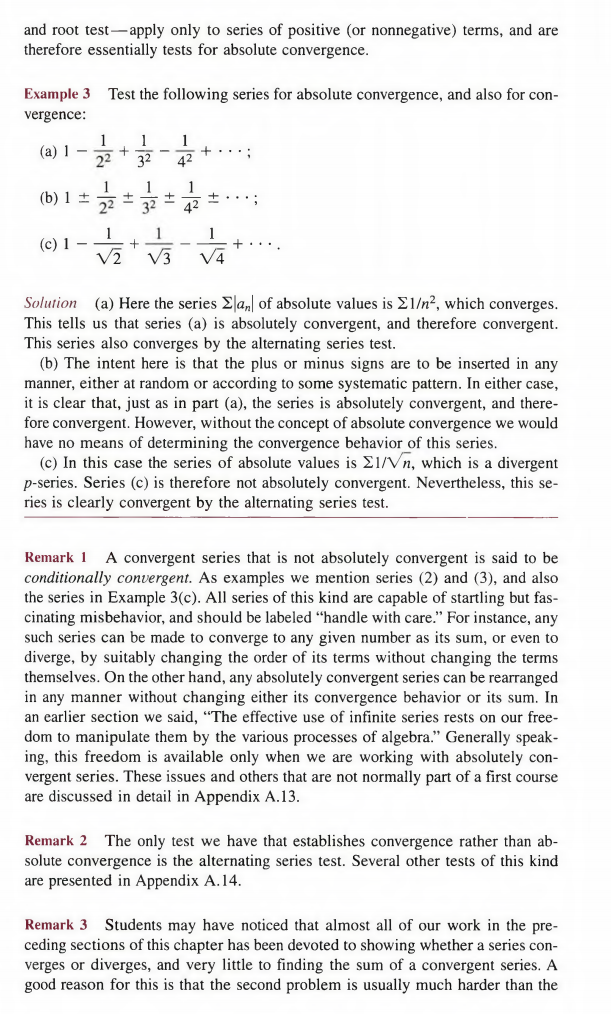 and root test—apply only to series of positive (or nonnegative) terms, and are
therefore essentially tests for absolute convergence.
Example 3 Test the following series for absolute convergence, and also for con-
vergence:
(a) 1 − 1/2² + 1/3² − 1/4² + · · · ;
(b) 1 ± 1/2² ± 1/3² ± 1/4² ± · · · ;
(c) 1 − 1/√2 + 1/√3 − 1/√4 + · · · .
Solution (a) Here the series Σ|aₙ| of absolute values is Σ1/n², which converges.
This tells us that series (a) is absolutely convergent, and therefore convergent.
This series also converges by the alternating series test.
(b) The intent here is that the plus or minus signs are to be inserted in any
manner, either at random or according to some systematic pattern. In either case,
it is clear that, just as in part (a), the series is absolutely convergent, and there-
fore convergent. However, without the concept of absolute convergence we would
have no means of determining the convergence behavior of this series.
(c) In this case the series of absolute values is Σ1/√n, which is a divergent
p-series. Series (c) is therefore not absolutely convergent. Nevertheless, this se-
ries is clearly convergent by the alternating series test.
Remark 1 A convergent series that is not absolutely convergent is said to be
conditionally convergent. As examples we mention series (2) and (3), and also
the series in Example 3(c). All series of this kind are capable of startling but fas-
cinating misbehavior, and should be labeled “handle with care.” For instance, any
such series can be made to converge to any given number as its sum, or even to
diverge, by suitably changing the order of its terms without changing the terms
themselves. On the other hand, any absolutely convergent series can be rearranged
in any manner without changing either its convergence behavior or its sum. In
an earlier section we said, “The effective use of infinite series rests on our free-
dom to manipulate them by the various processes of algebra.” Generally speak-
ing, this freedom is available only when we are working with absolutely con-
vergent series. These issues and others that are not normally part of a first course
are discussed in detail in Appendix A.13.
Remark 2 The only test we have that establishes convergence rather than ab-
solute convergence is the alternating series test. Several other tests of this kind
are presented in Appendix A.14.
Remark 3 Students may have noticed that almost all of our work in the pre-
ceding sections of this chapter has been devoted to showing whether a series con-
verges or diverges, and very little to finding the sum of a convergent series. A
good reason for this is that the second problem is usually much harder than the